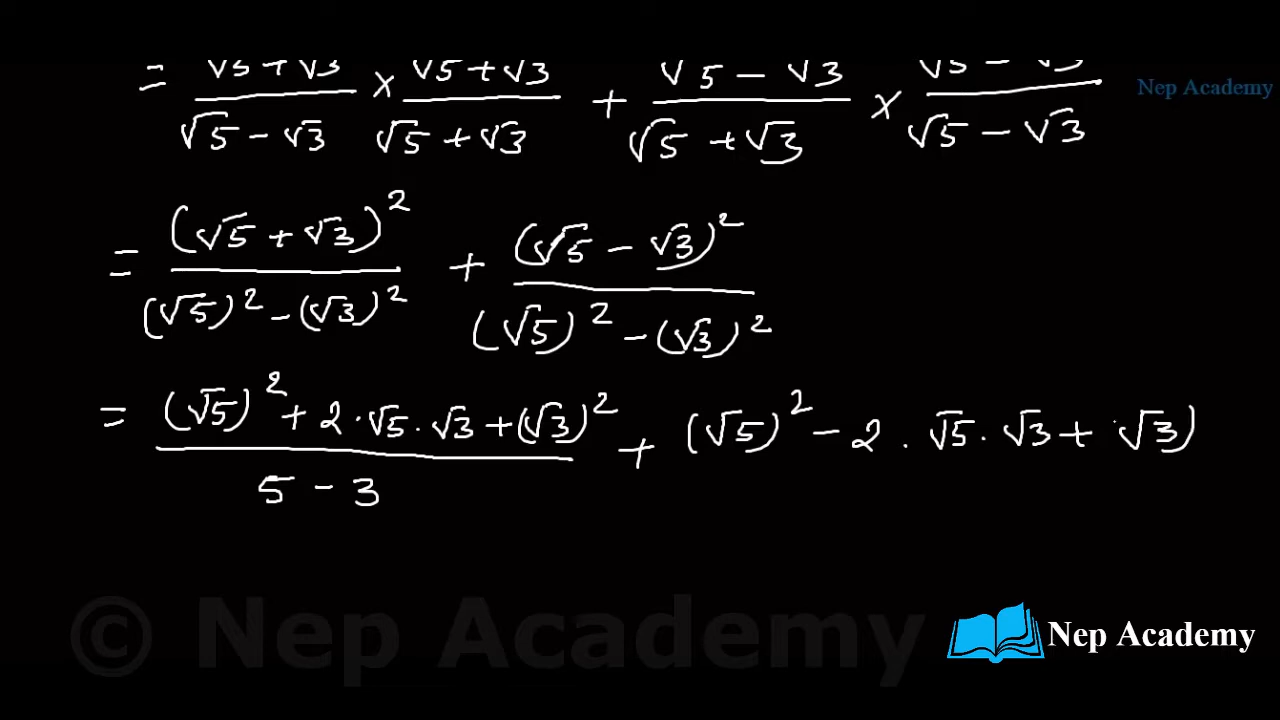 = √5 + √3 / √5 − √3 × √5 + √3 / √5 + √3 + √5 − √3 / √5 + √3 × √5 − √3 / √5 − √3
Nep Academy
= (√5 + √3)² / (√5)² − (√3)² + (√5 − √3)² / (√5)² − (√3)²
= (√5)² + 2 · √5 · √3 + (√3)² / 5 − 3 + (√5)² − 2 · √5 · √3 + √3)
© Nep Academy
Nep Academy